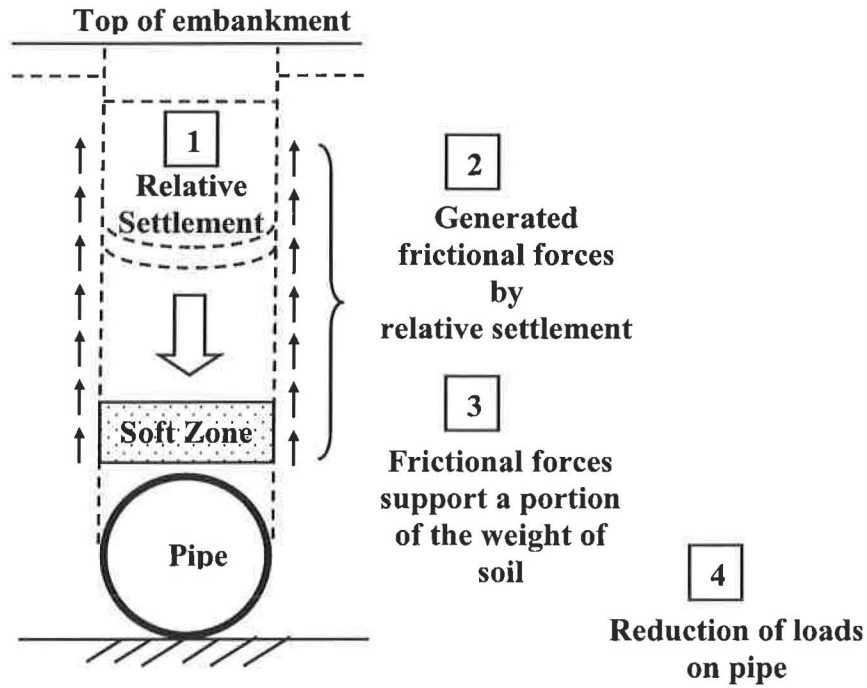 Top of embankment
1
Relative
Settlement
Soft Zone
Pipe
2
Generated
frictional forces
by
relative settlement
3
Frictional forces
support a portion
of the weight of
soil
4
Reduction of loads
on pipe